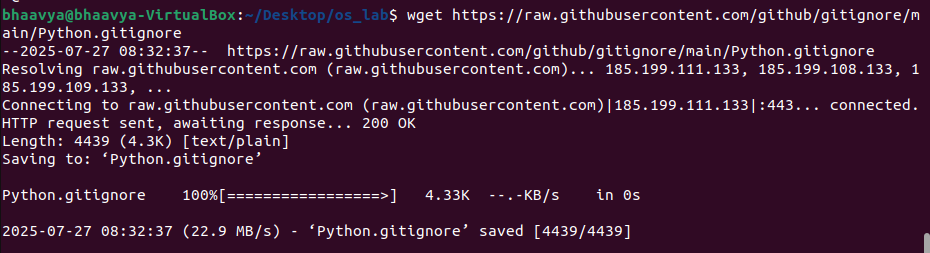 bhaavya@bhaavya-VirtualBox:~/Desktop/os_lab$ wget https://raw.githubusercontent.com/github/gitignore/m
ain/Python.gitignore
--2025-07-27 08:32:37--  https://raw.githubusercontent.com/github/gitignore/main/Python.gitignore
Resolving raw.githubusercontent.com (raw.githubusercontent.com)... 185.199.111.133, 185.199.108.133, 1
85.199.109.133, ...
Connecting to raw.githubusercontent.com (raw.githubusercontent.com)|185.199.111.133|:443... connected.
HTTP request sent, awaiting response... 200 OK
Length: 4439 (4.3K) [text/plain]
Saving to: ‘Python.gitignore’
Python.gitignore    100%[=================>]   4.33K  --.-KB/s    in 0s
2025-07-27 08:32:37 (22.9 MB/s) - ‘Python.gitignore’ saved [4439/4439]